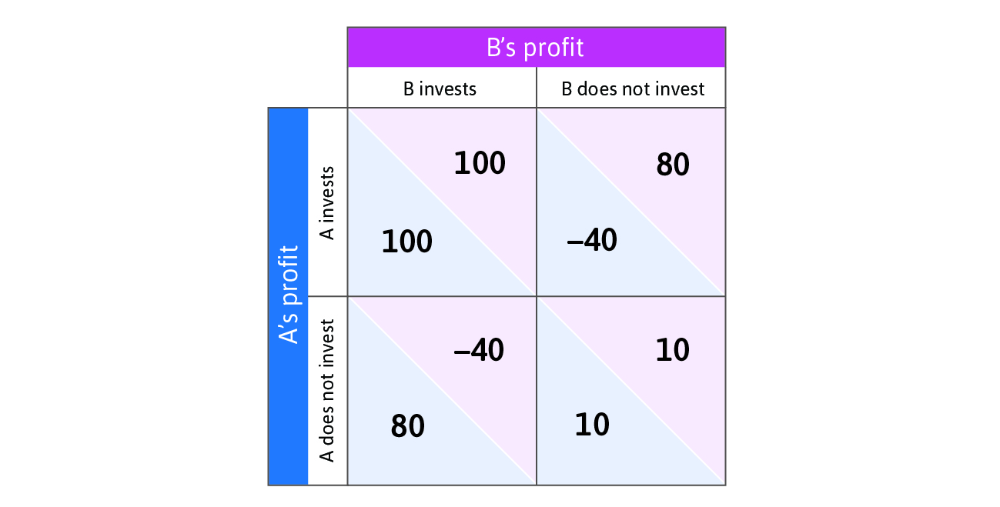 B’s profit
B invests
B does not invest
A’s profit
A invests
100
100
80
–40
A does not invest
–40
80
10
10